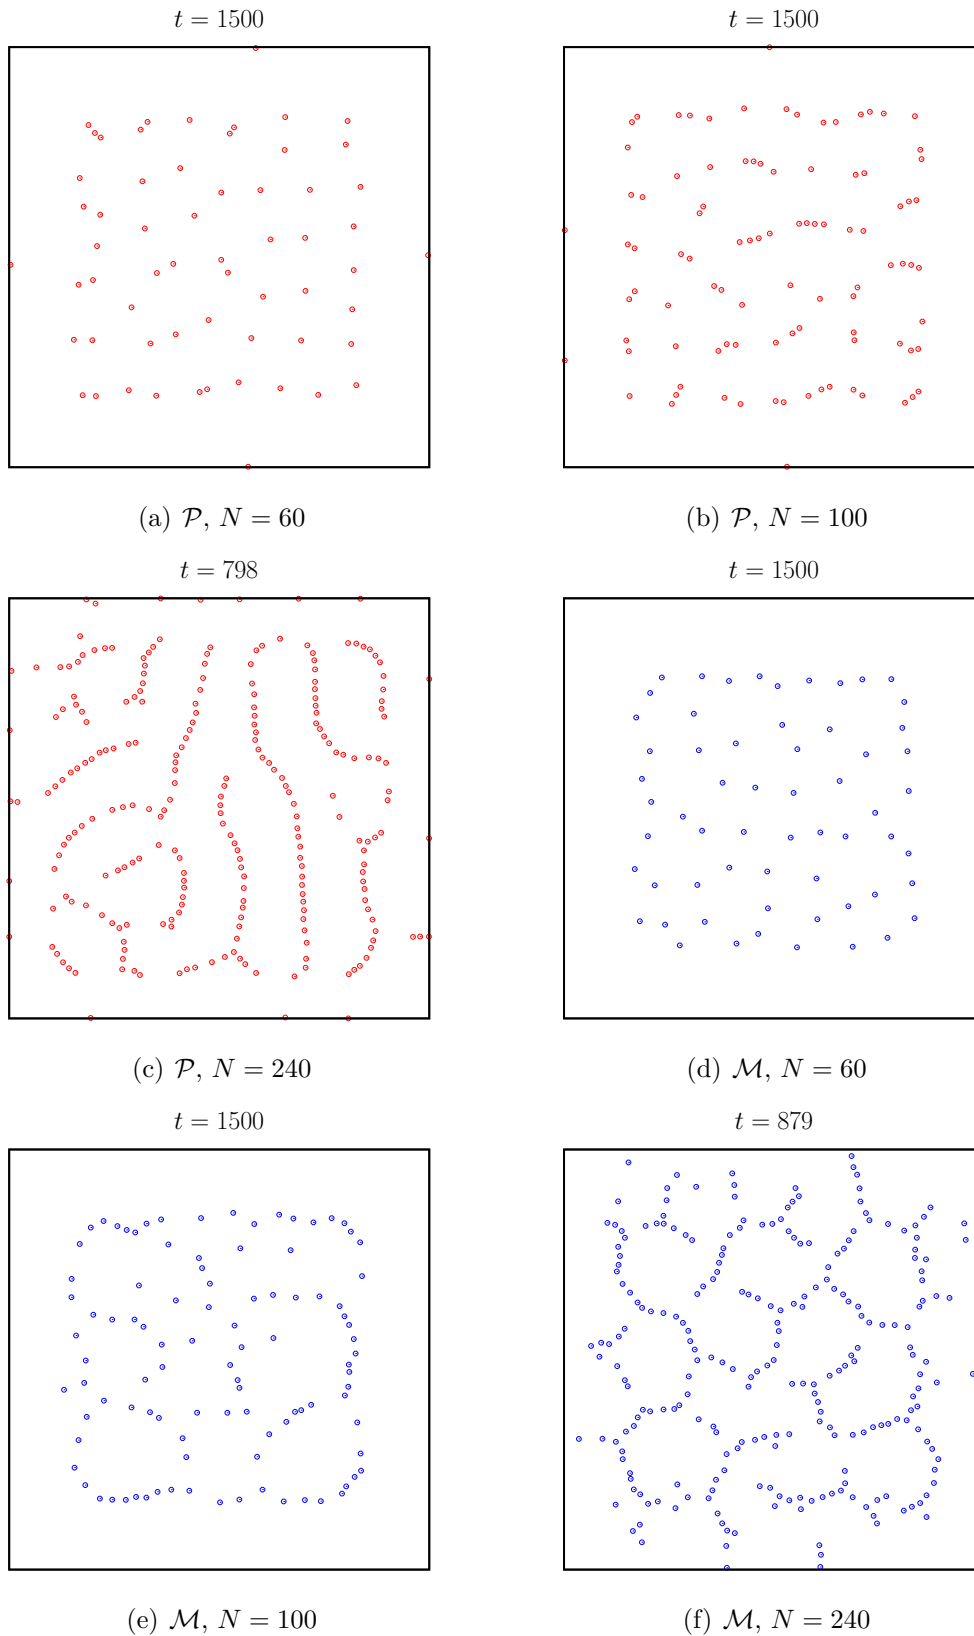 t = 1500
t = 1500
(a) 𝒫, N = 60
(b) 𝒫, N = 100
t = 798
t = 1500
(c) 𝒫, N = 240
(d) ℳ, N = 60
t = 1500
t = 879
(e) ℳ, N = 100
(f) ℳ, N = 240